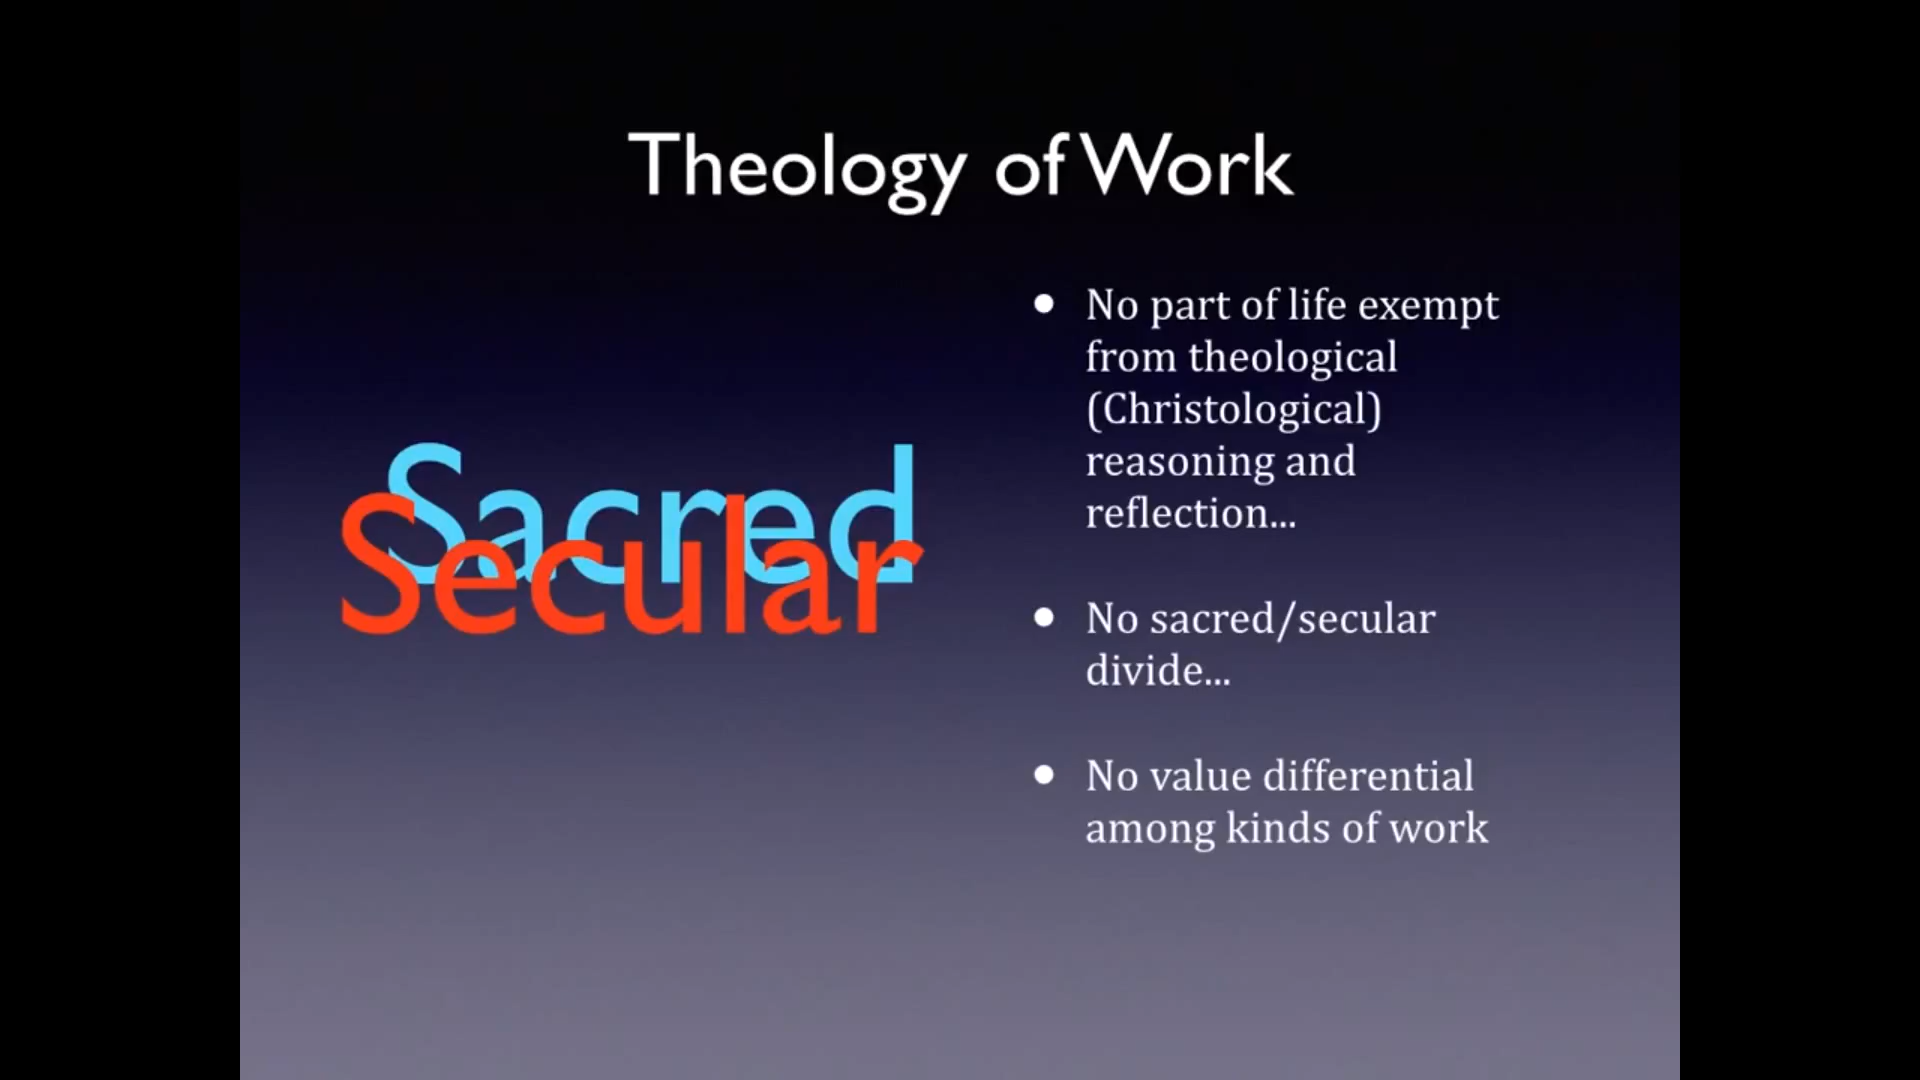 Theology of Work
Sacred
Secular
• No part of life exempt
from theological
(Christological)
reasoning and
reflection...
• No sacred/secular
divide...
• No value differential
among kinds of work